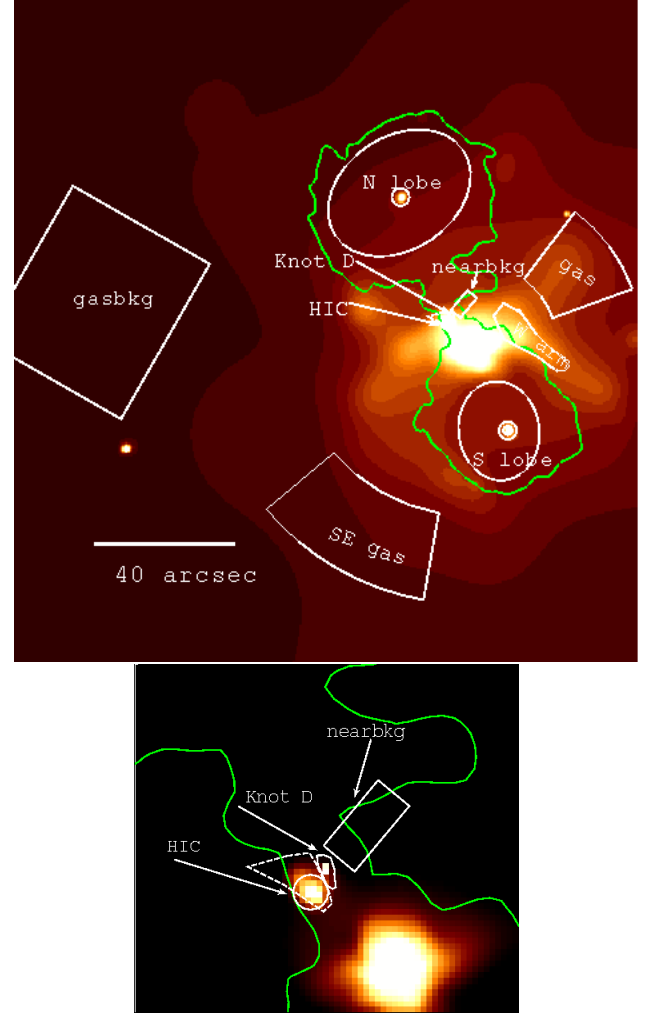 N lobe
Knot D
nearbkg
gas
gasbkg
HIC
W arm
S lobe
SE gas
40 arcsec
nearbkg
Knot D
HIC